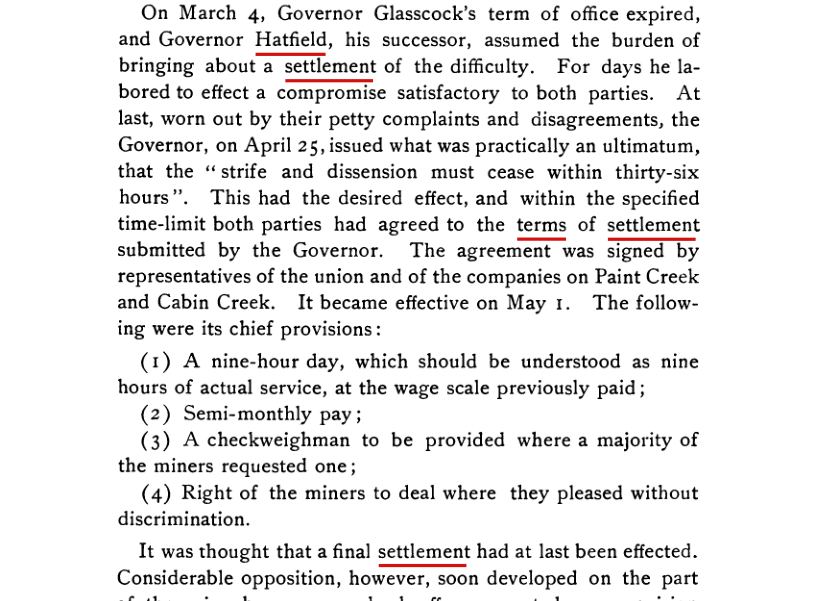 On March 4, Governor Glasscock's term of office expired,
and Governor Hatfield, his successor, assumed the burden of
bringing about a settlement of the difficulty. For days he la-
bored to effect a compromise satisfactory to both parties. At
last, worn out by their petty complaints and disagreements, the
Governor, on April 25, issued what was practically an ultimatum,
that the "strife and dissension must cease within thirty-six
hours". This had the desired effect, and within the specified
time-limit both parties had agreed to the terms of settlement
submitted by the Governor. The agreement was signed by
representatives of the union and of the companies on Paint Creek
and Cabin Creek. It became effective on May 1. The follow-
ing were its chief provisions:
(1) A nine-hour day, which should be understood as nine
hours of actual service, at the wage scale previously paid;
(2) Semi-monthly pay;
(3) A checkweighman to be provided where a majority of
the miners requested one;
(4) Right of the miners to deal where they pleased without
discrimination.
It was thought that a final settlement had at last been effected.
Considerable opposition, however, soon developed on the part